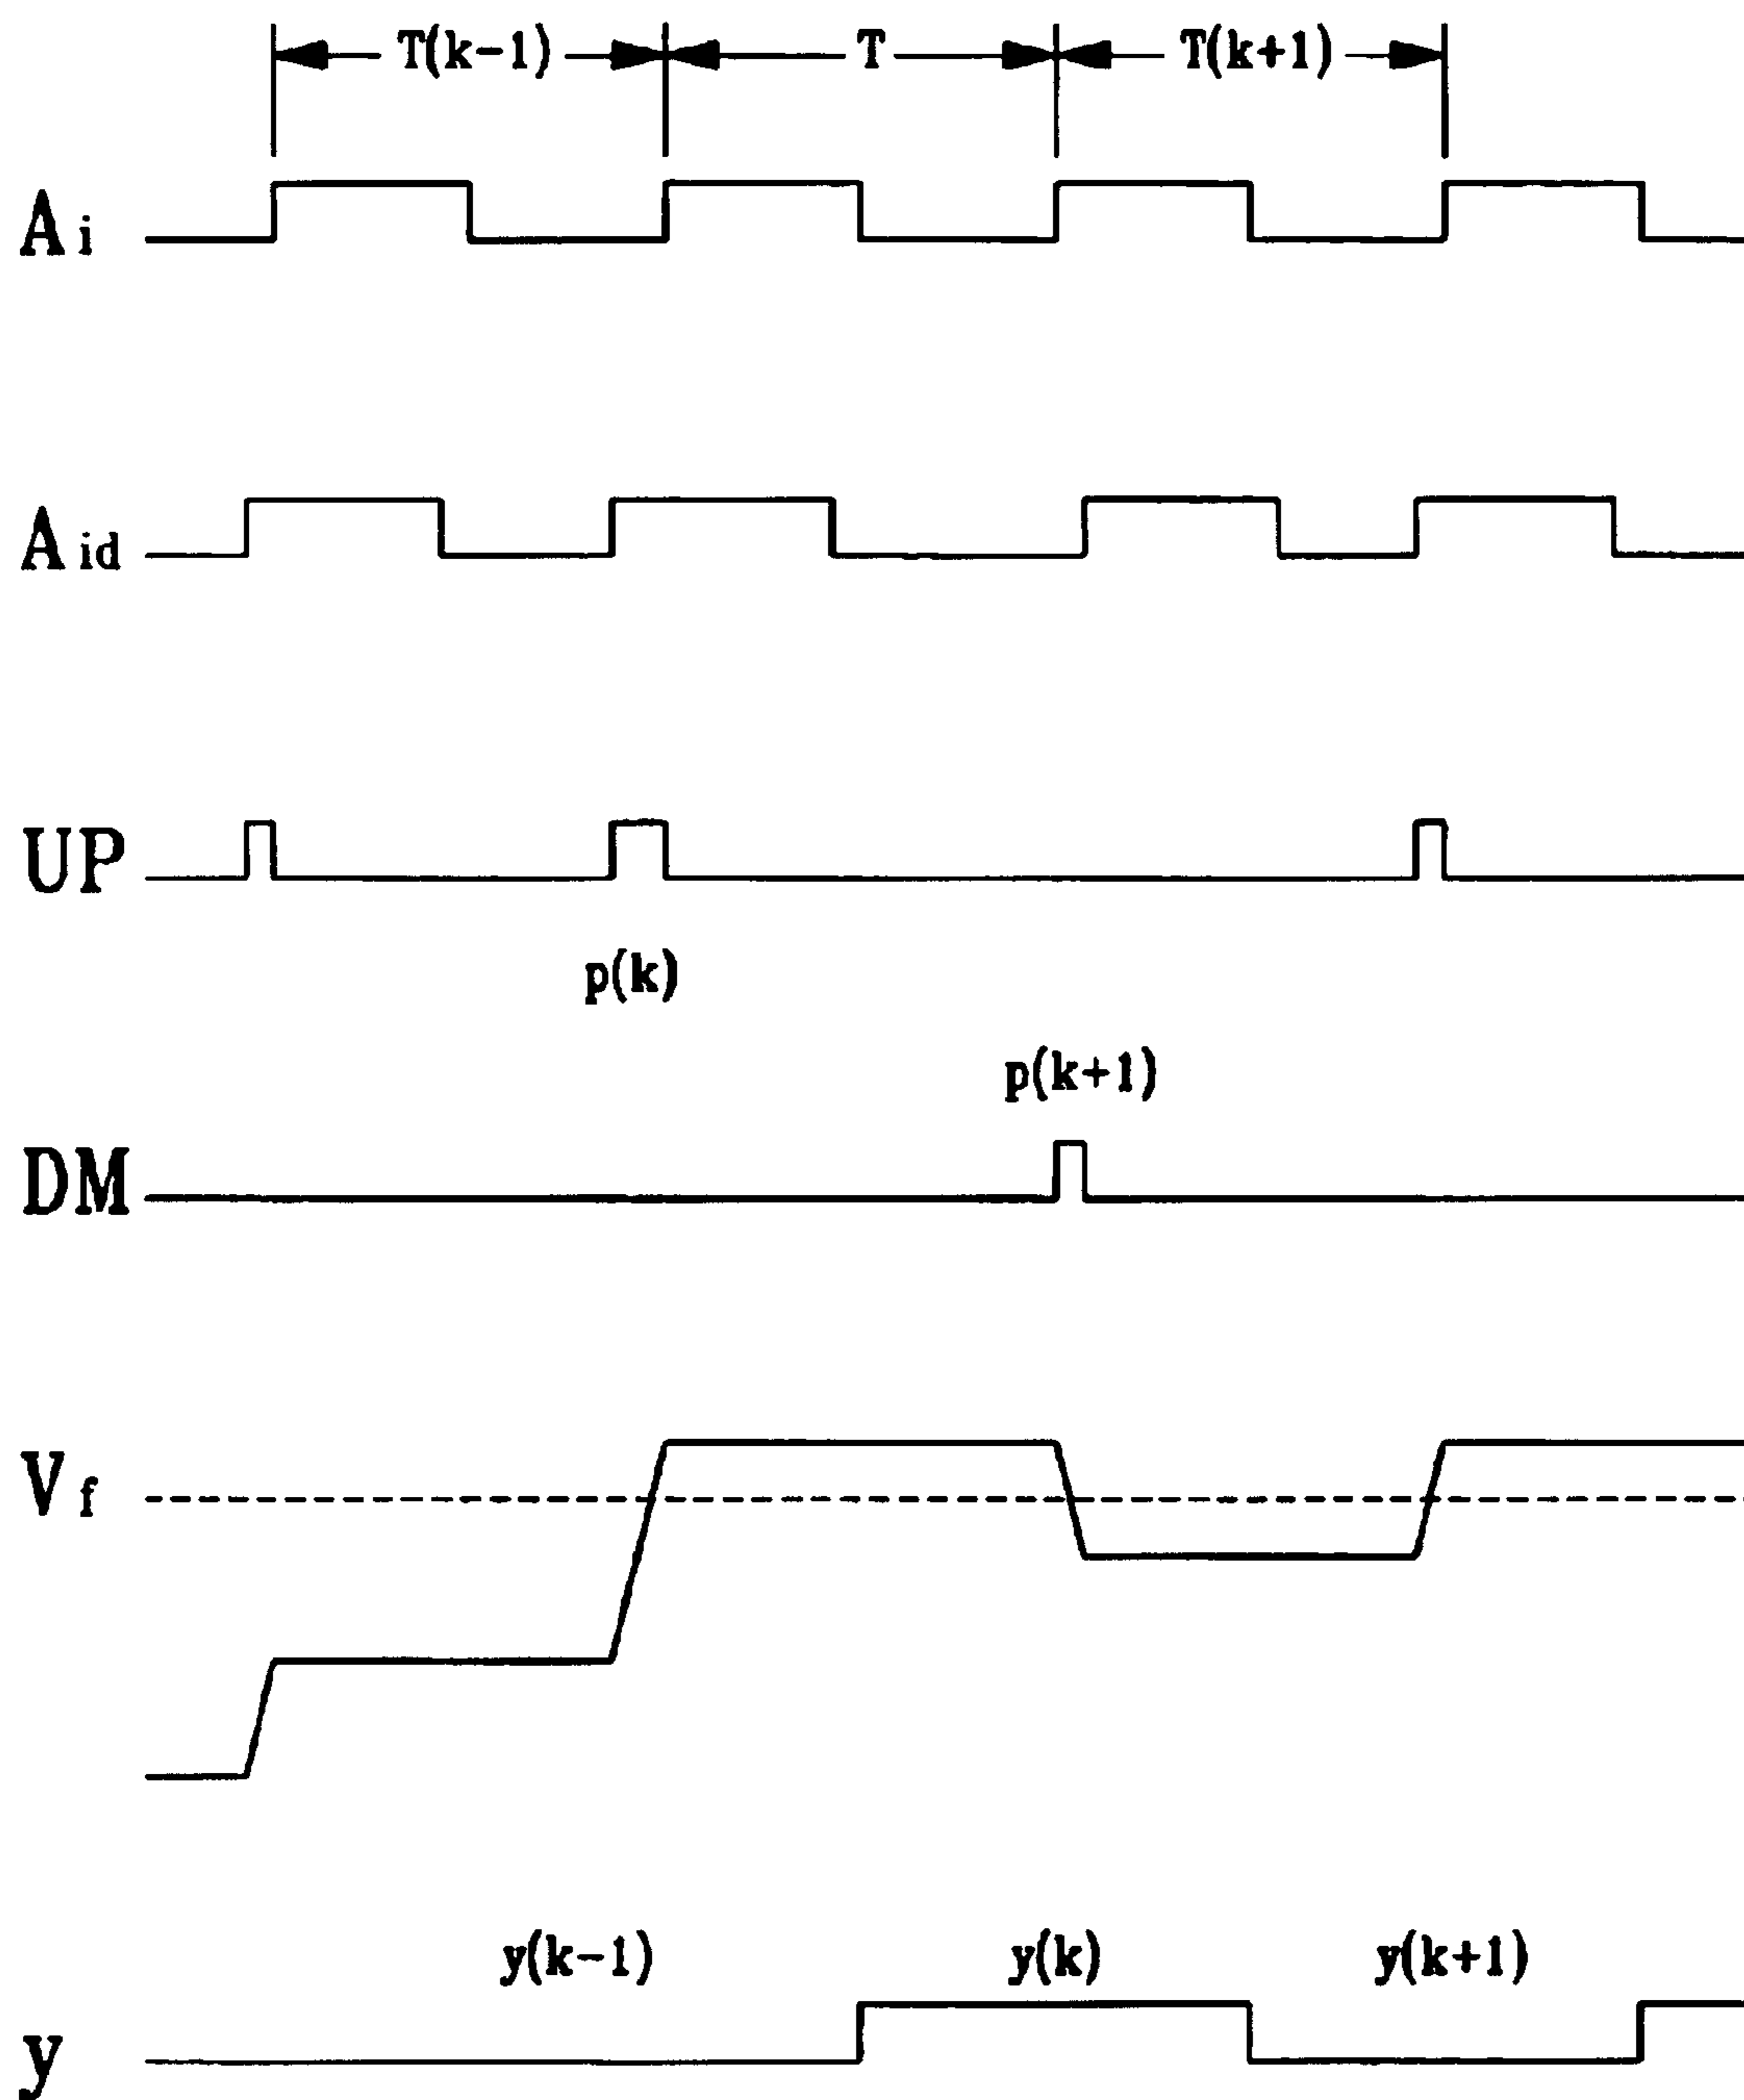 T(k-1) T T(k+1)
Ai
Aid
UP
p(k)
p(k+1)
DM
Vf
y(k-1) y(k) y(k+1)
y